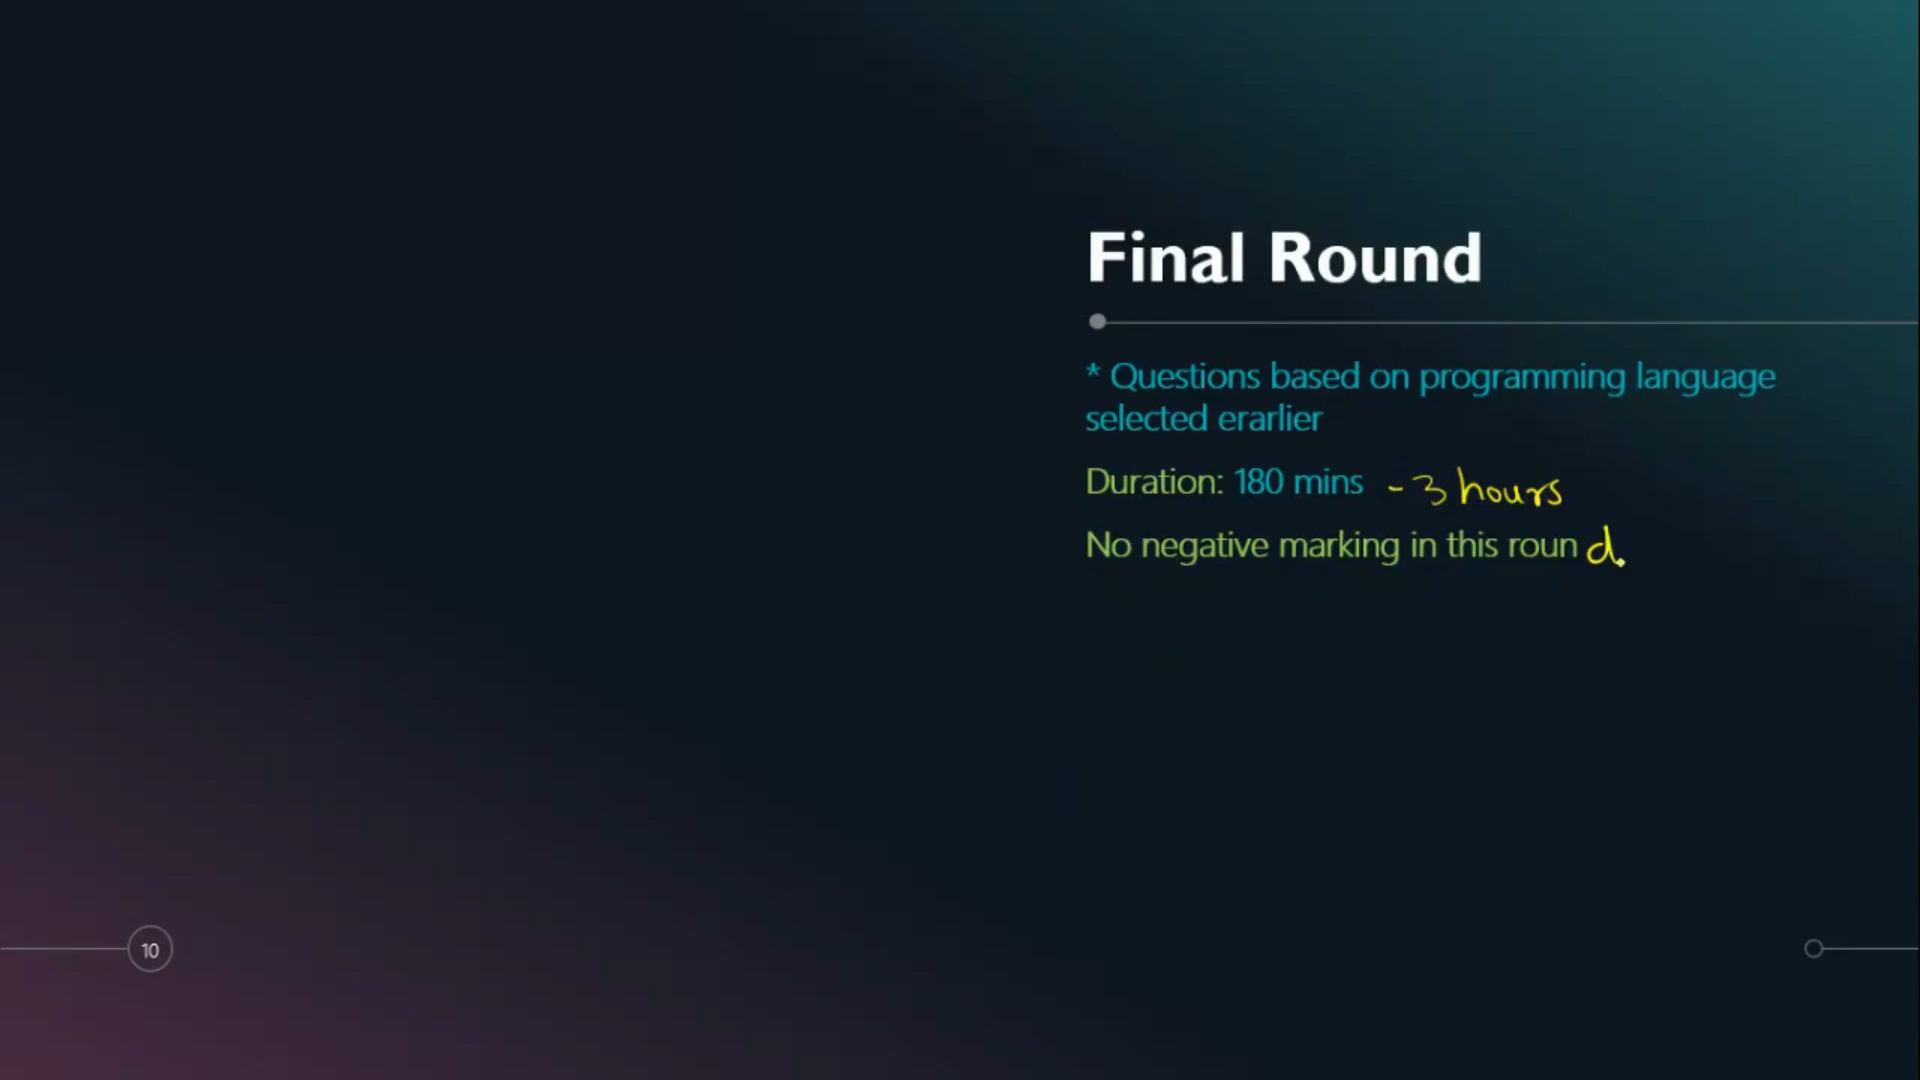 Final Round
* Questions based on programming language
selected erarlier
Duration: 180 mins - 3 hours
No negative marking in this roun d.
10